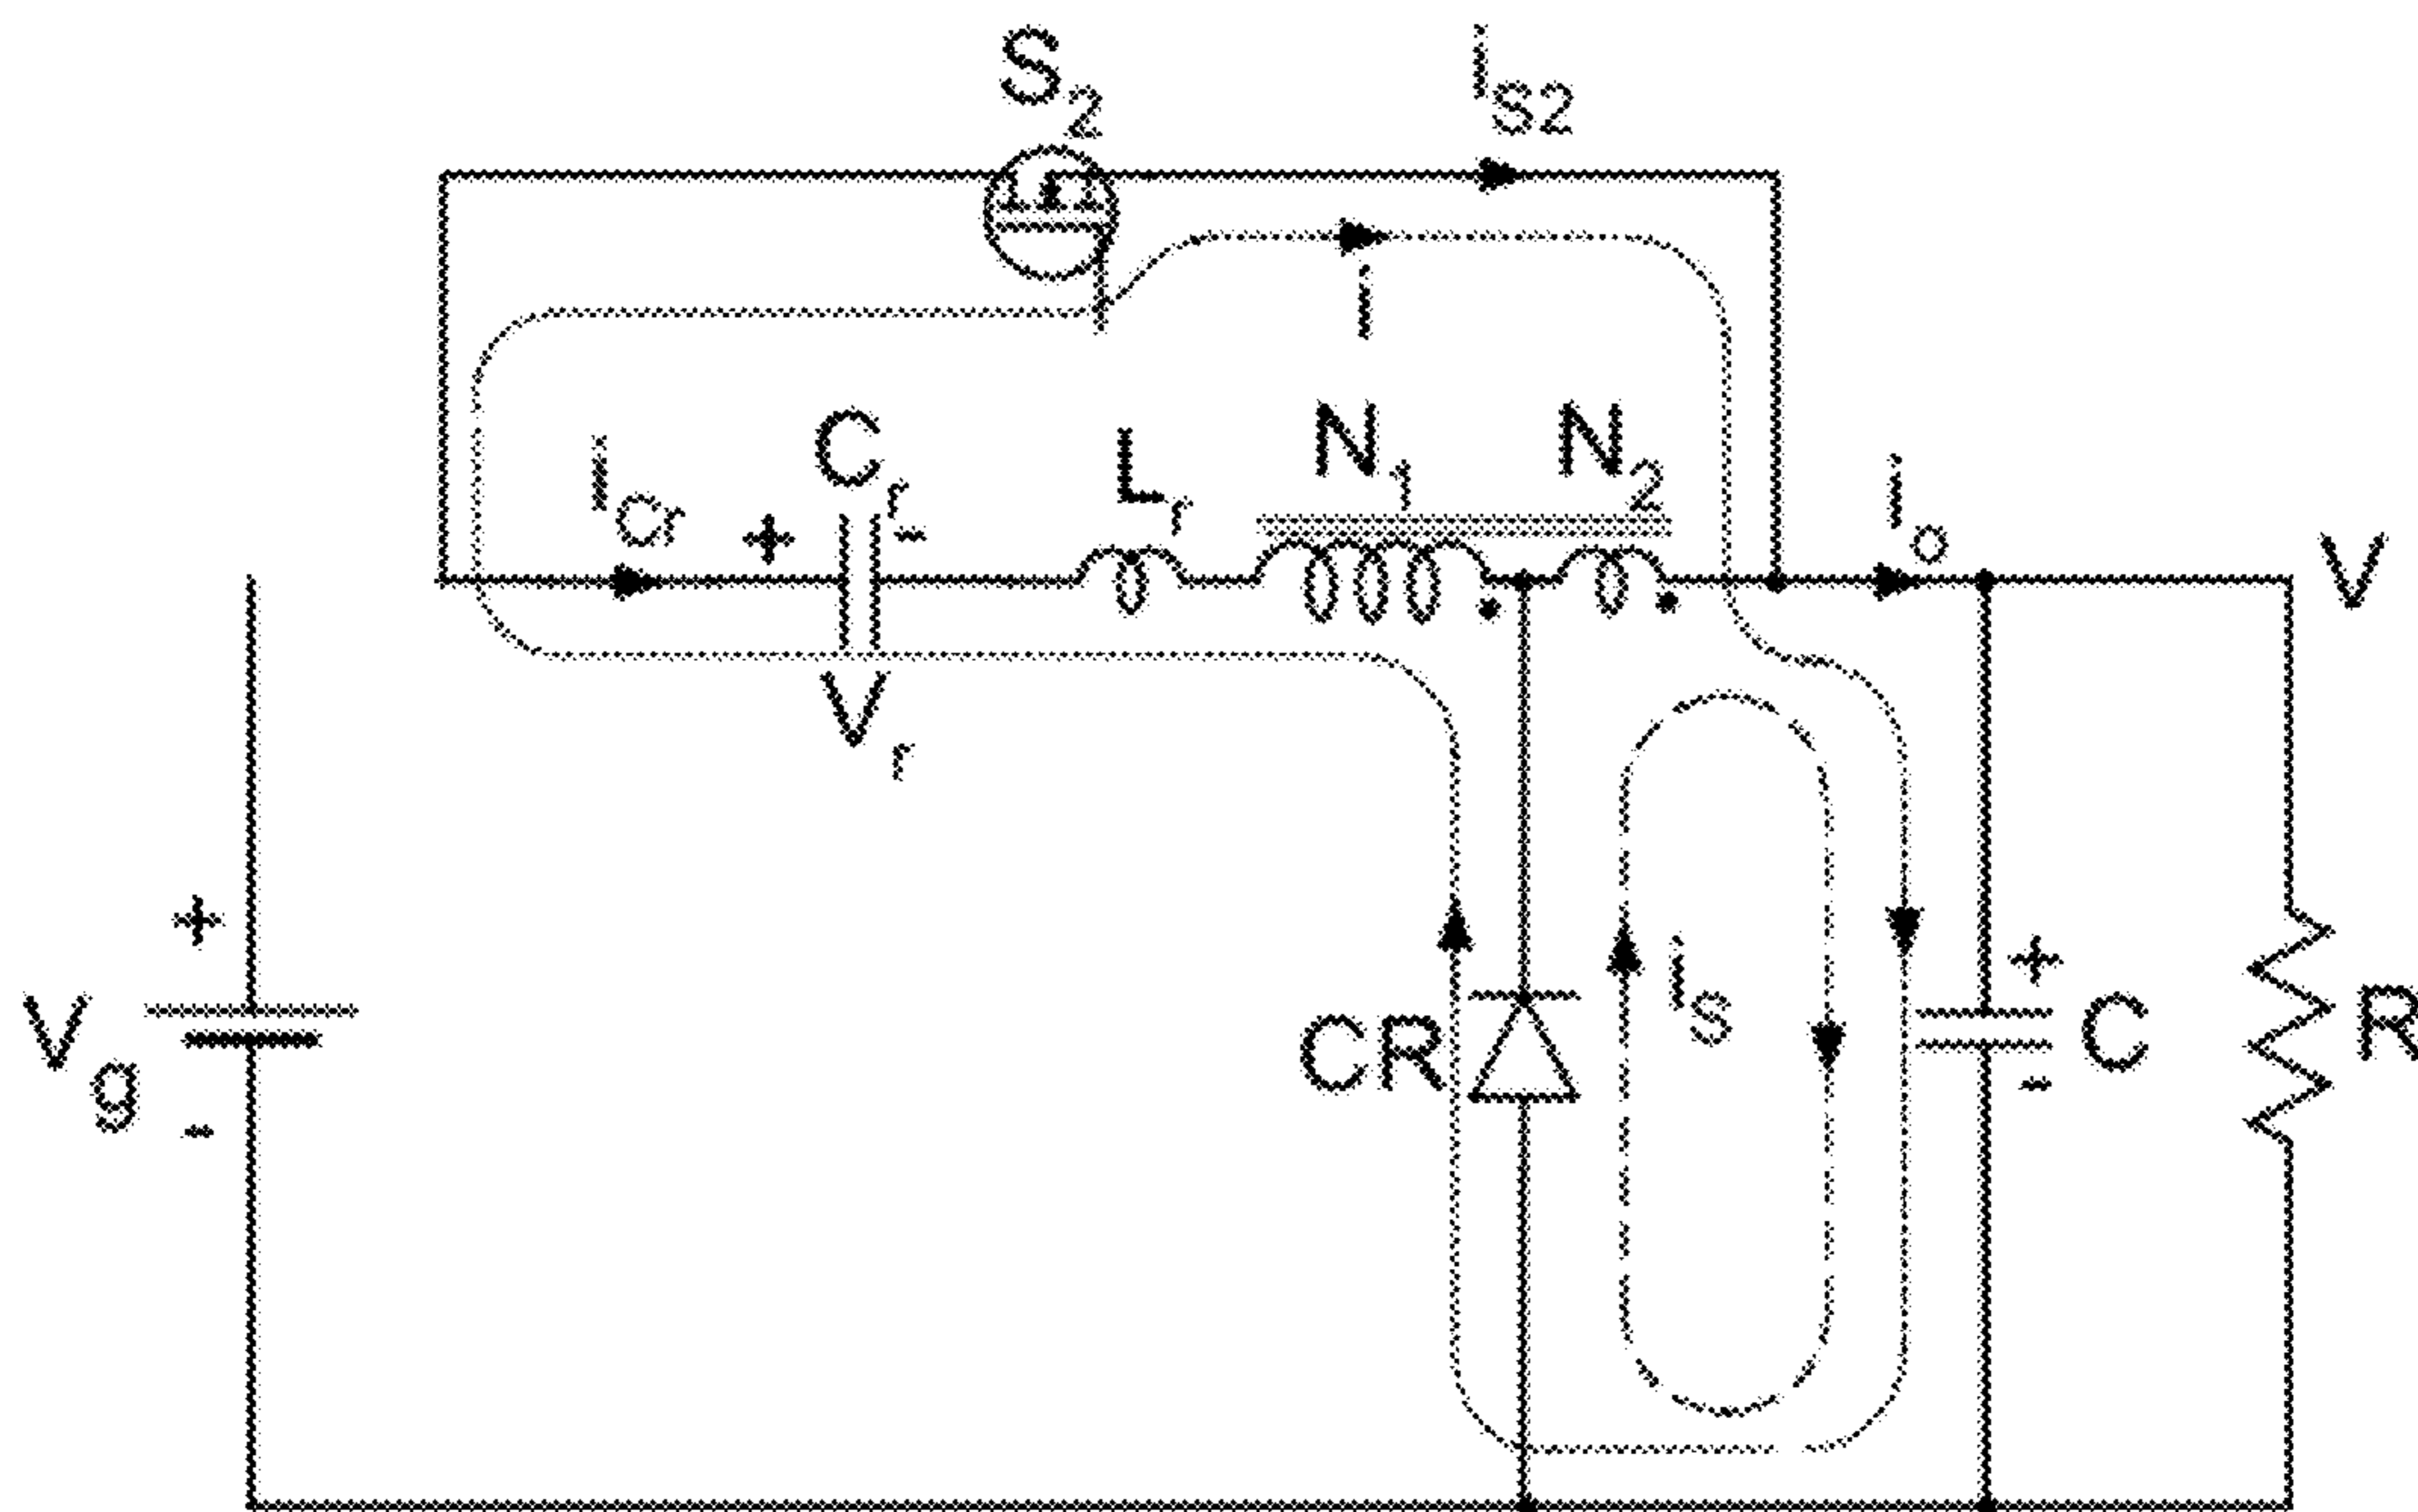 S2
iS2
i
iCr
+
Cr
-
Lr
N1
N2
io
V
Vr
+
Vg
-
CR
iS
+
C
-
R